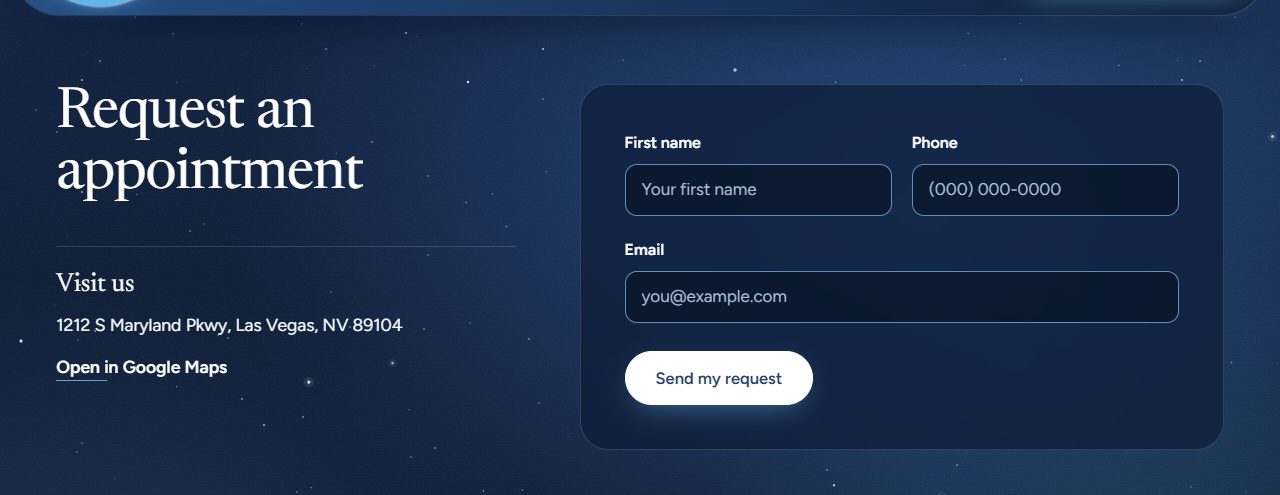 Request an
appointment
Visit us
1212 S Maryland Pkwy, Las Vegas, NV 89104
Open in Google Maps
First name
Phone
Your first name
(000) 000-0000
Email
you@example.com
Send my request